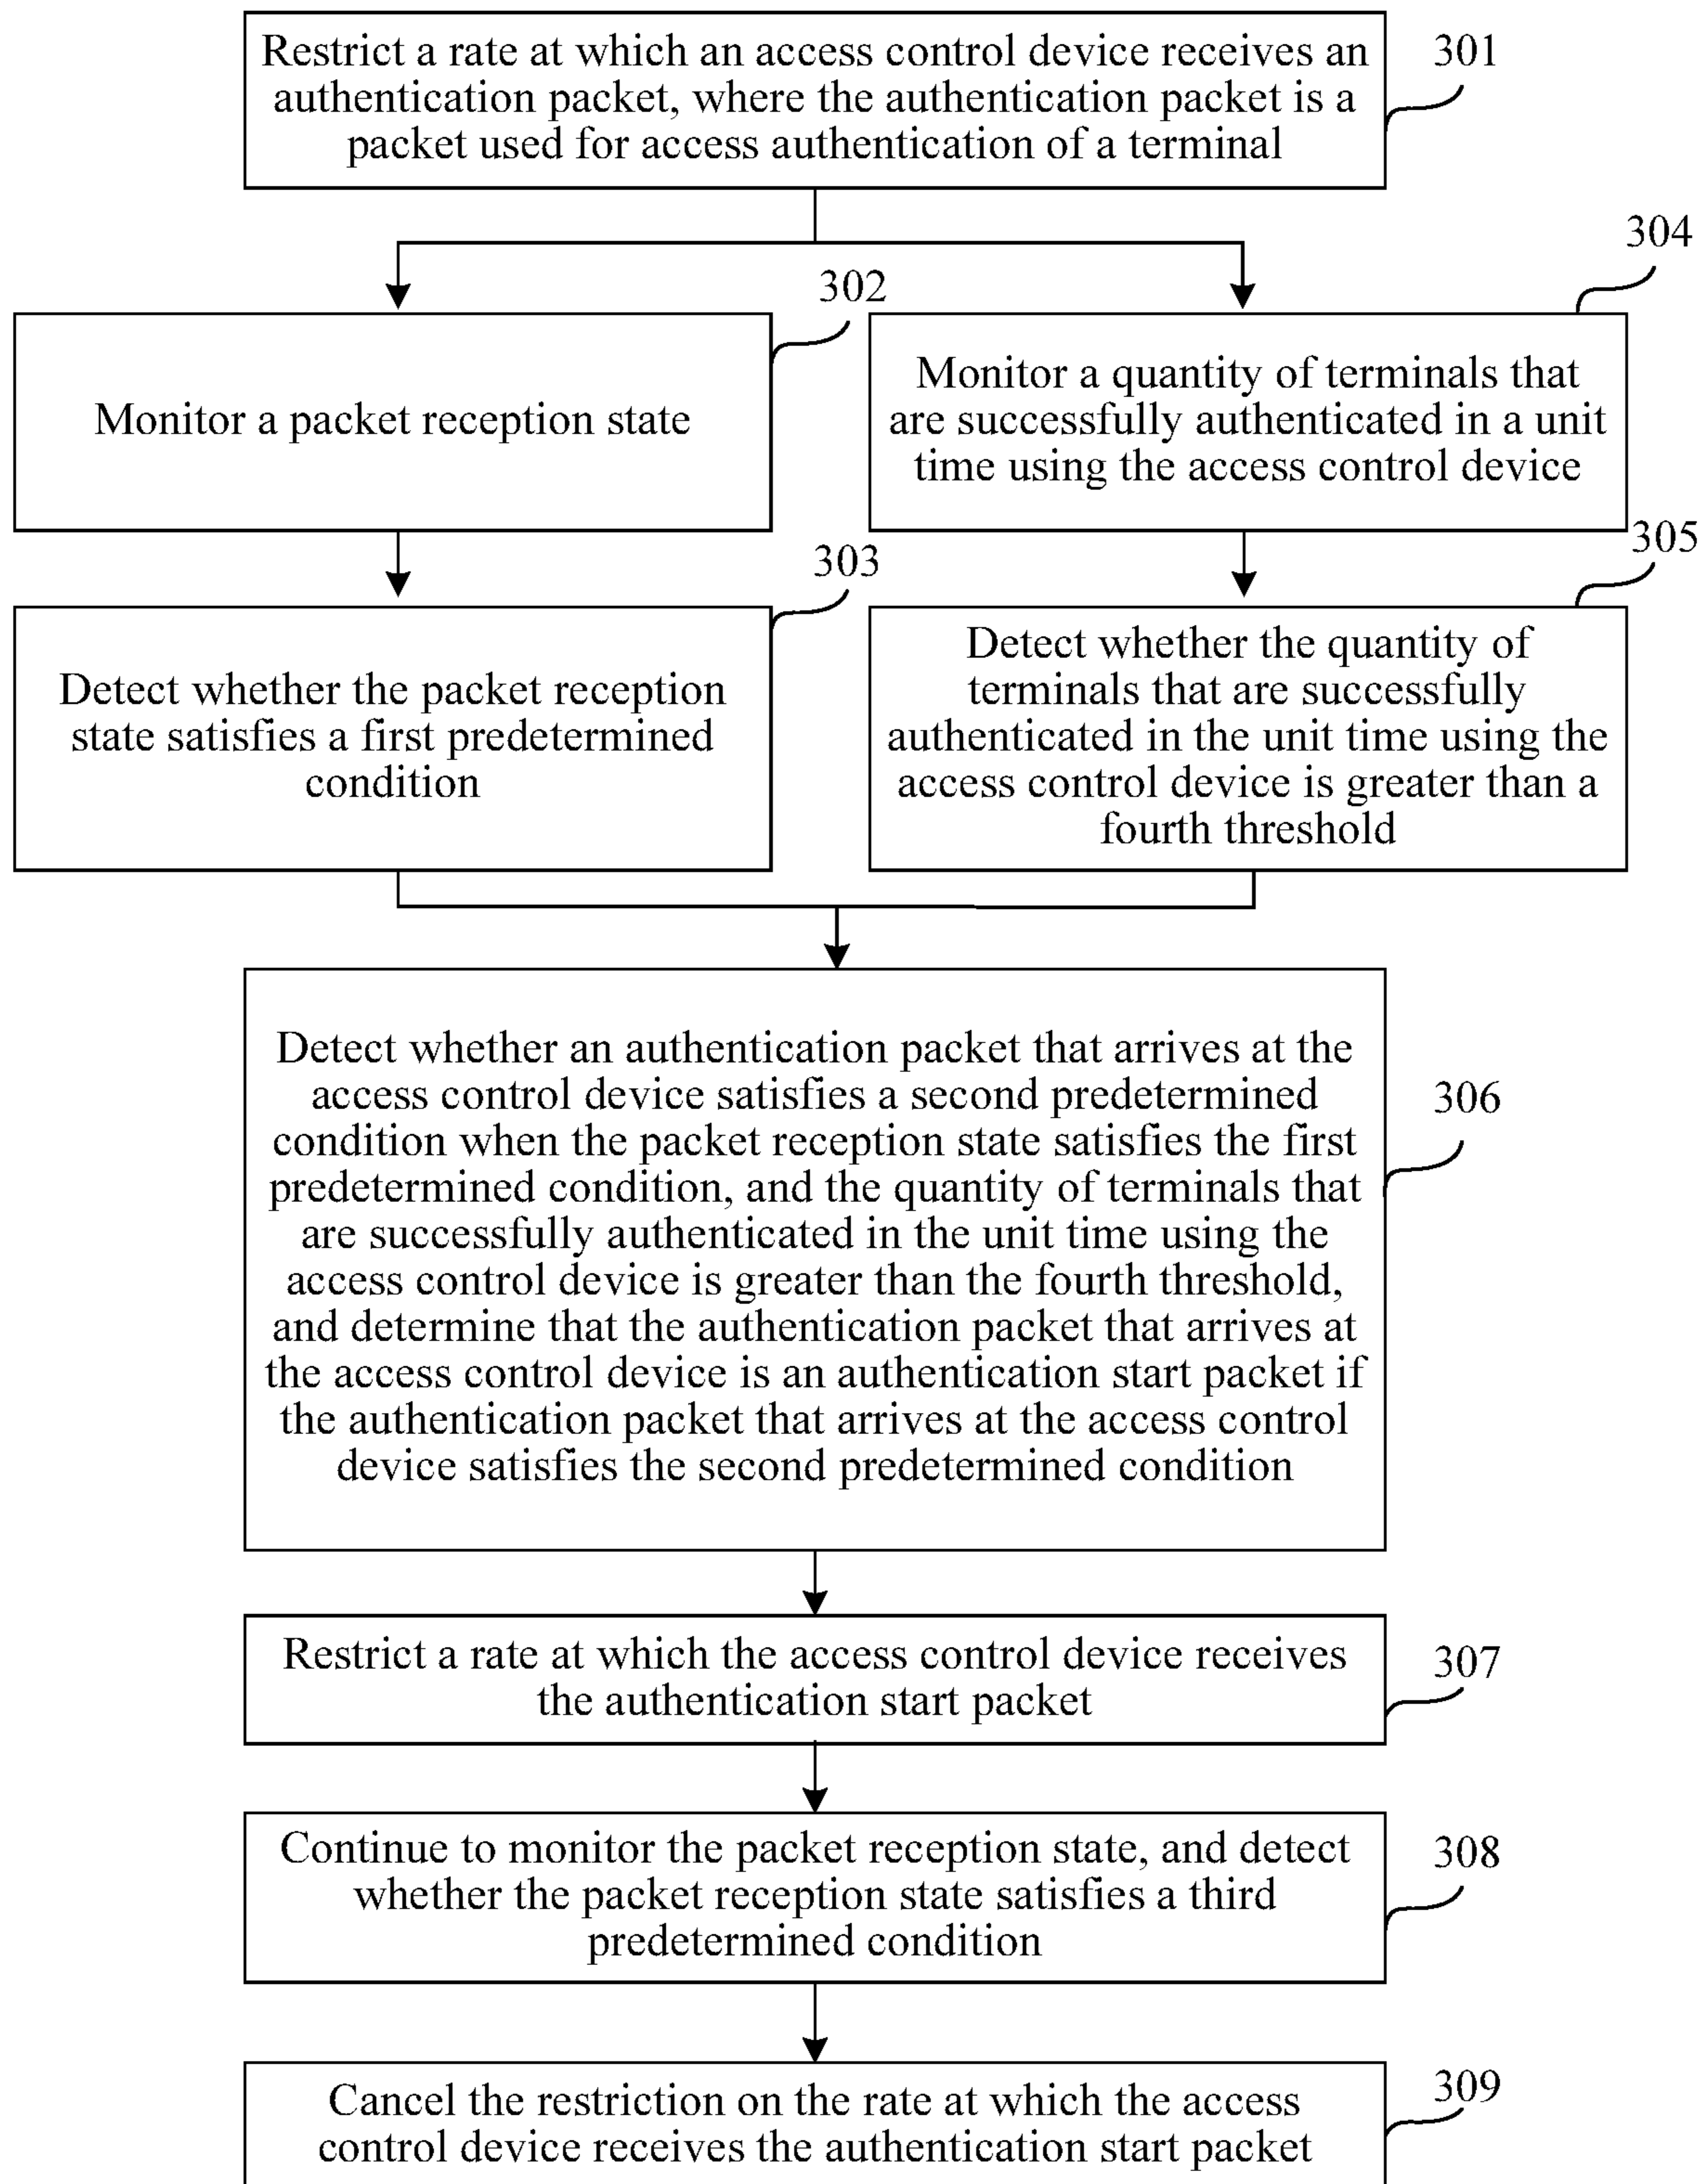 Restrict a rate at which an access control device receives an
authentication packet, where the authentication packet is a
packet used for access authentication of a terminal
301
302
Monitor a packet reception state
304
Monitor a quantity of terminals that
are successfully authenticated in a unit
time using the access control device
303
Detect whether the packet reception
state satisfies a first predetermined
condition
305
Detect whether the quantity of
terminals that are successfully
authenticated in the unit time using the
access control device is greater than a
fourth threshold
Detect whether an authentication packet that arrives at the
access control device satisfies a second predetermined
condition when the packet reception state satisfies the first
predetermined condition, and the quantity of terminals that
are successfully authenticated in the unit time using the
access control device is greater than the fourth threshold,
and determine that the authentication packet that arrives at
the access control device is an authentication start packet if
the authentication packet that arrives at the access control
device satisfies the second predetermined condition
306
Restrict a rate at which the access control device receives
the authentication start packet
307
Continue to monitor the packet reception state, and detect
whether the packet reception state satisfies a third
predetermined condition
308
Cancel the restriction on the rate at which the access
control device receives the authentication start packet
309